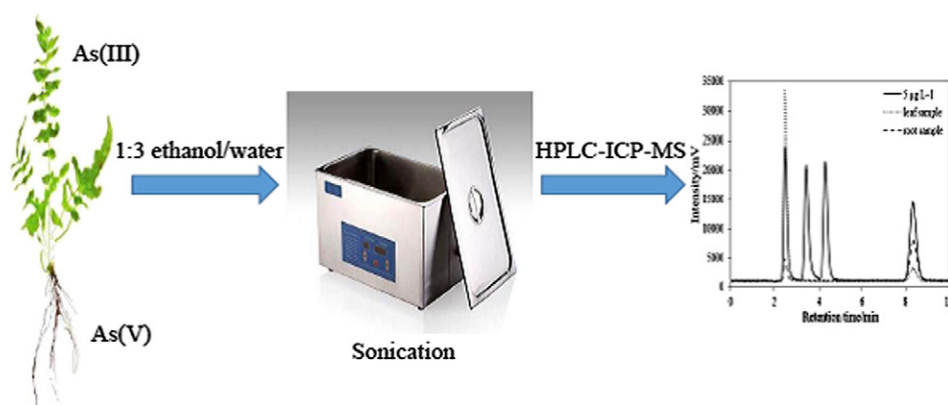 As(III)
1:3 ethanol/water
HPLC-ICP-MS
As(V)
Sonication
Intensity/mV
35000
30000
25000
20000
15000
10000
5000
0
5 μg L-1
leaf sample
root sample
0 2 4 6 8
Retention/time/min